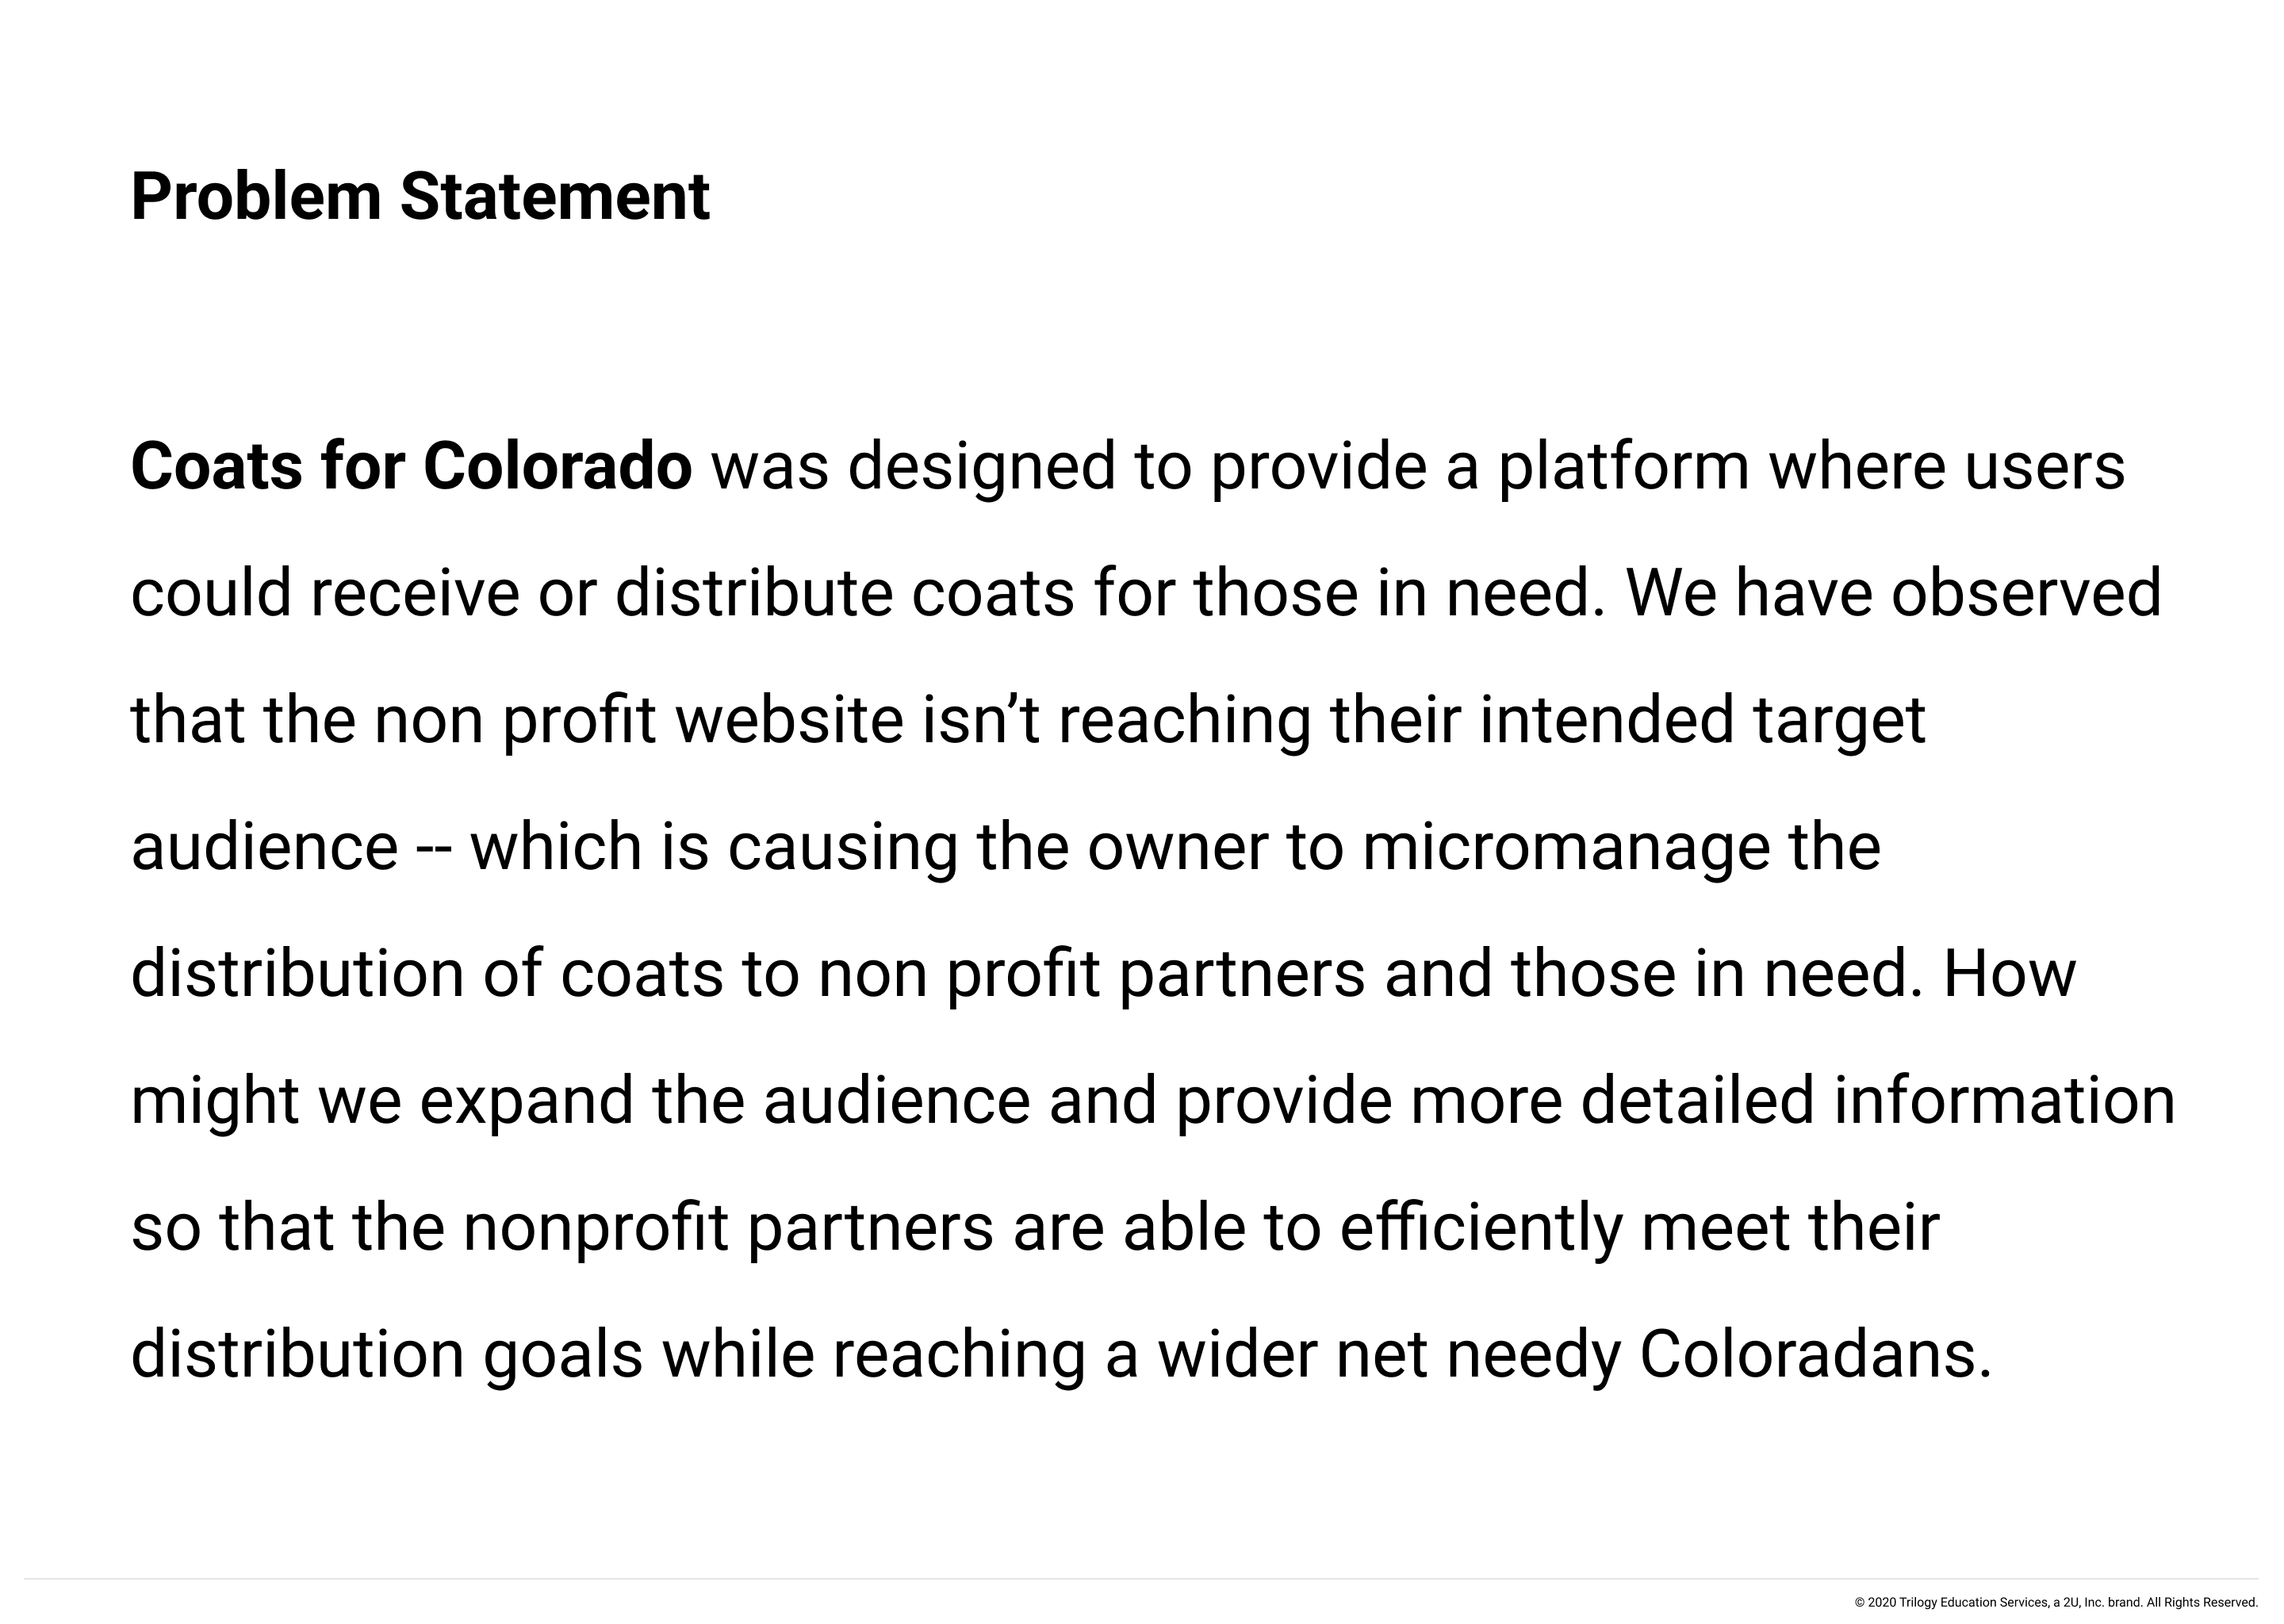 Problem Statement
Coats for Colorado was designed to provide a platform where users
could receive or distribute coats for those in need. We have observed
that the non profit website isn’t reaching their intended target
audience -- which is causing the owner to micromanage the
distribution of coats to non profit partners and those in need. How
might we expand the audience and provide more detailed information
so that the nonprofit partners are able to efficiently meet their
distribution goals while reaching a wider net needy Coloradans.
© 2020 Trilogy Education Services, a 2U, Inc. brand. All Rights Reserved.